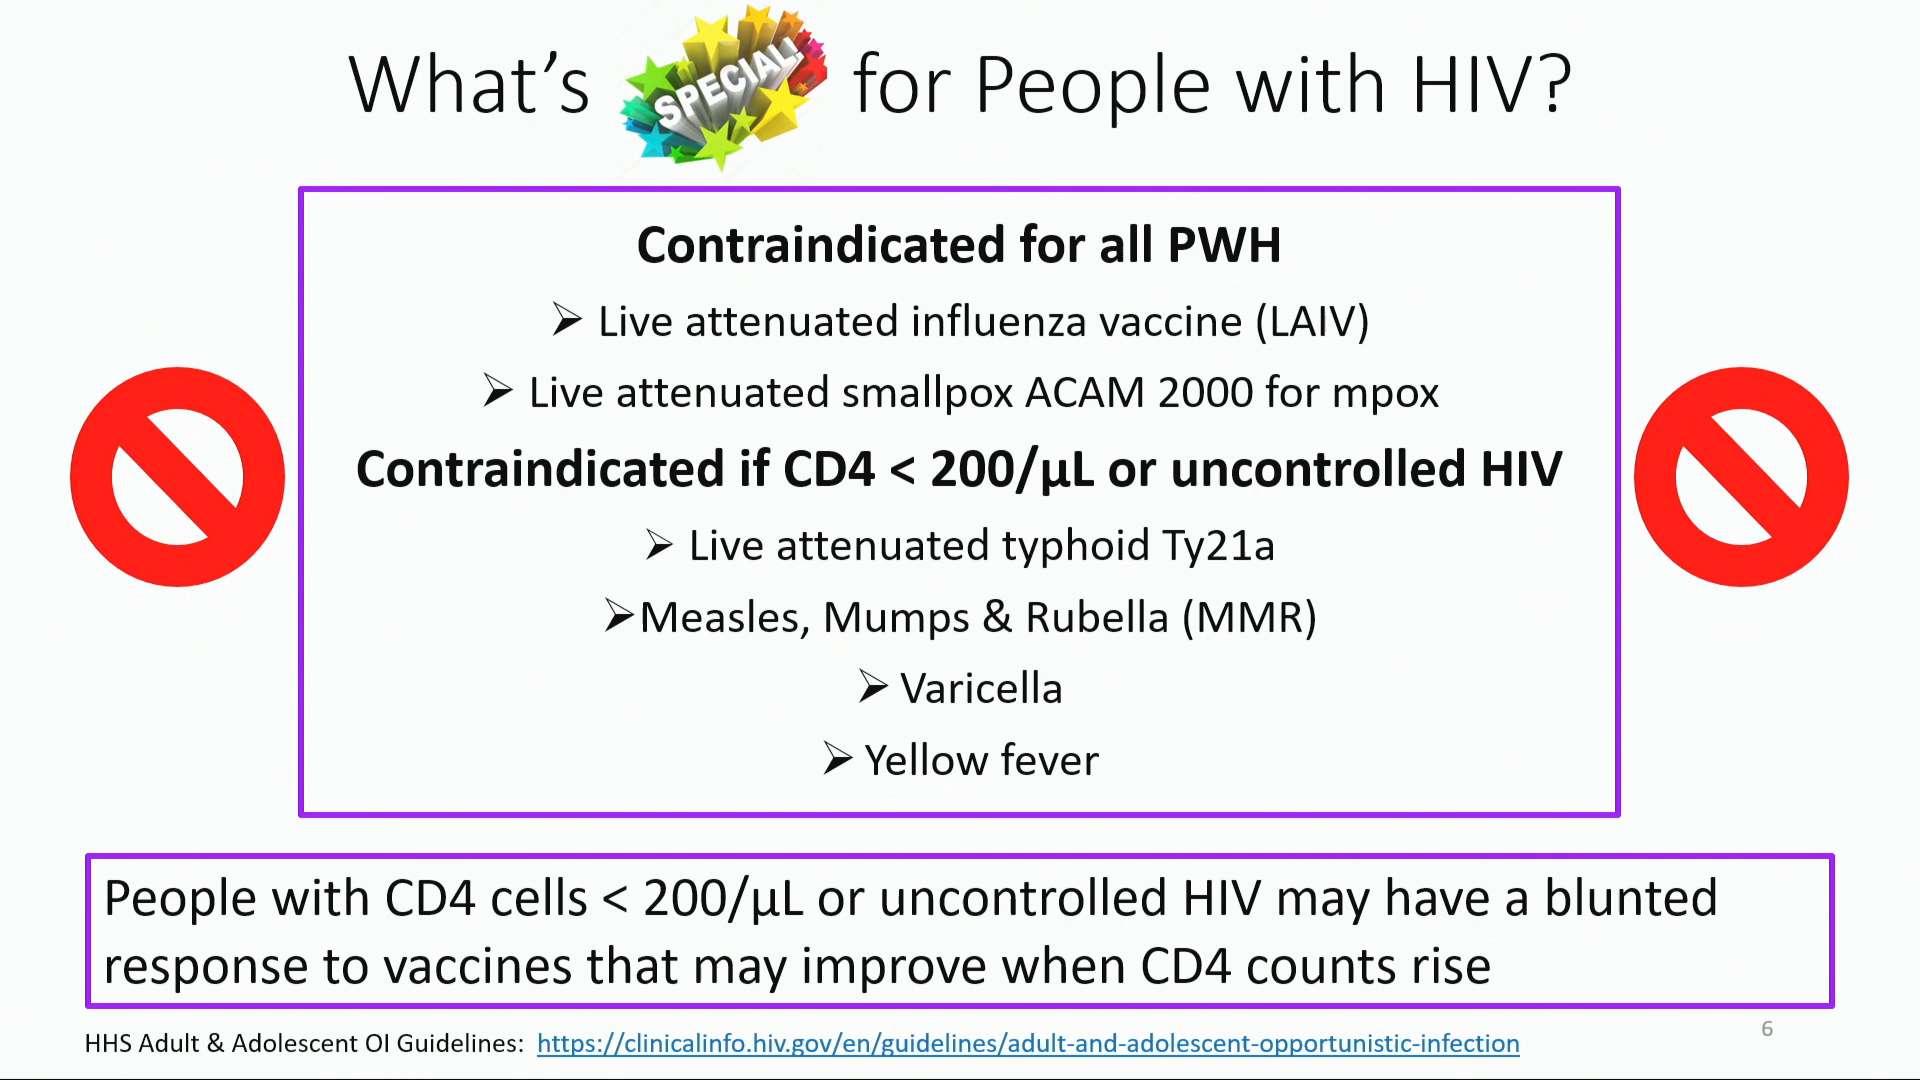 What's SPECIAL! for People with HIV?
Contraindicated for all PWH
➢ Live attenuated influenza vaccine (LAIV)
➢ Live attenuated smallpox ACAM 2000 for mpox
Contraindicated if CD4 < 200/µL or uncontrolled HIV
➢ Live attenuated typhoid Ty21a
➢Measles, Mumps & Rubella (MMR)
➢ Varicella
➢ Yellow fever
People with CD4 cells < 200/µL or uncontrolled HIV may have a blunted
response to vaccines that may improve when CD4 counts rise
HHS Adult & Adolescent OI Guidelines: https://clinicalinfo.hiv.gov/en/guidelines/adult-and-adolescent-opportunistic-infection
6